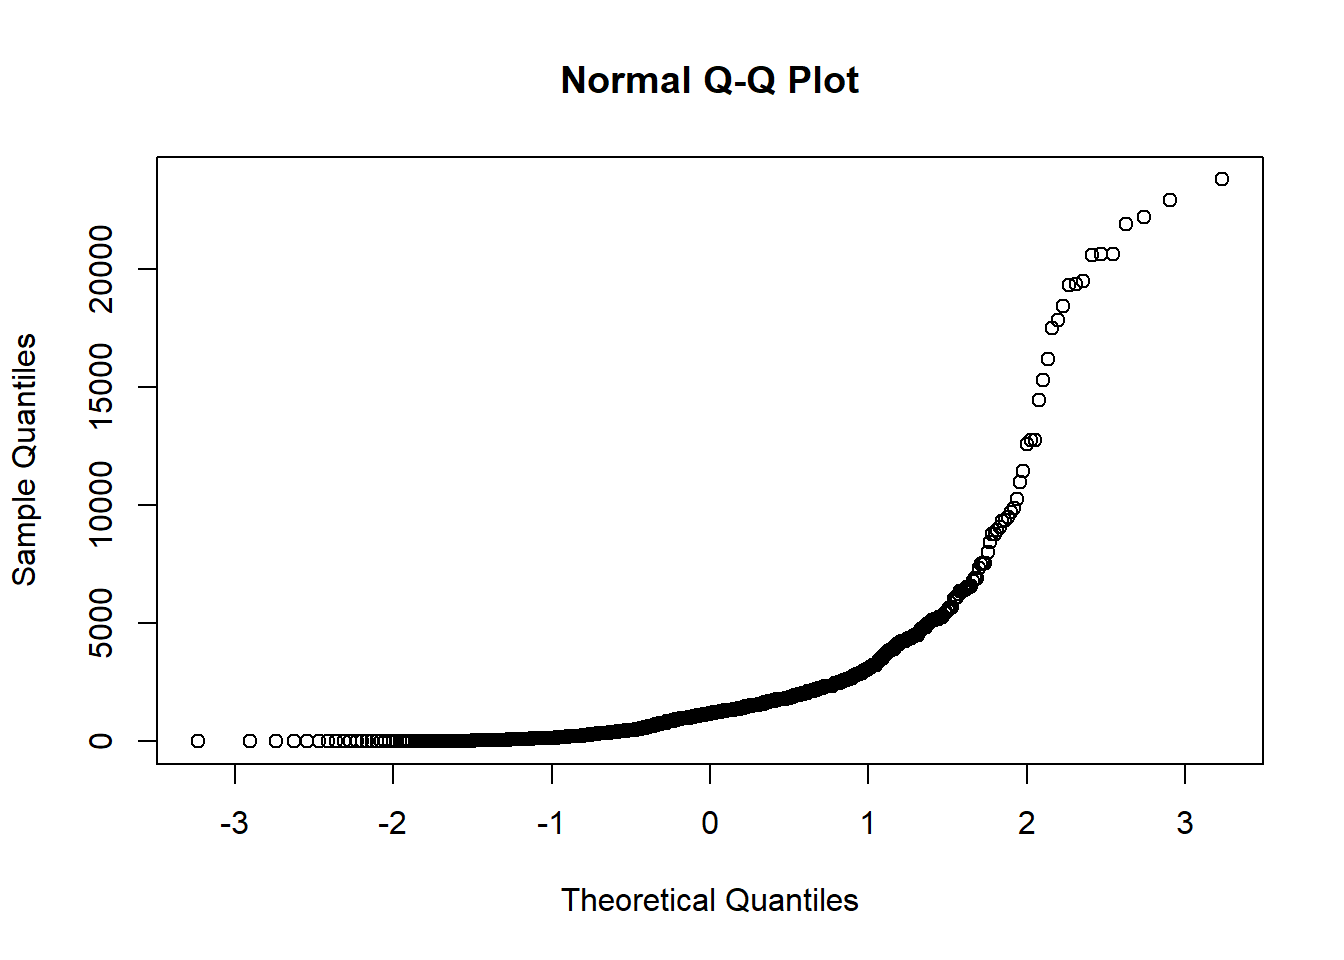 Normal Q-Q Plot
Sample Quantiles
20000
15000
10000
5000
0
-3 -2 -1 0 1 2 3
Theoretical Quantiles